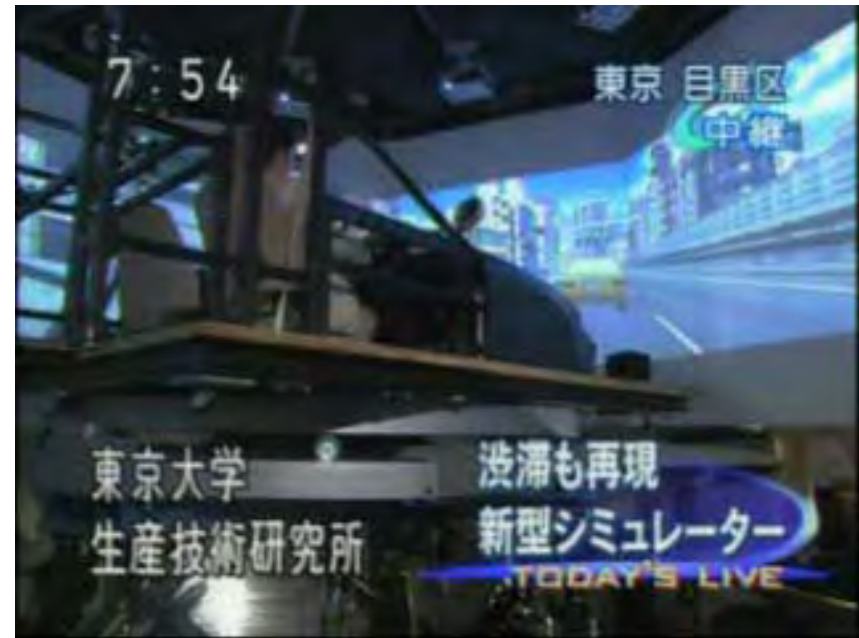 7:54
東京 目黒区
中継
東京大学
生産技術研究所
渋滞も再現
新型シミュレーター
TODAY'S LIVE